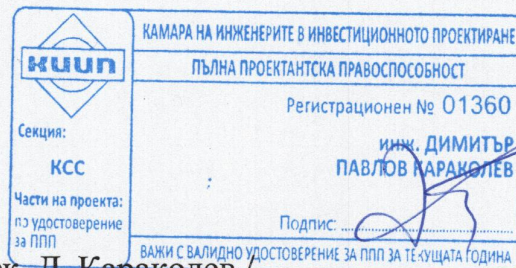 КАМАРА НА ИНЖЕНЕРИТЕ В ИНВЕСТИЦИОННОТО ПРОЕКТИРАНЕ
КИИП
ПЪЛНА ПРОЕКТАНТСКА ПРАВОСПОСОБНОСТ
Регистрационен № 01360
Секция:
КСС
инж. ДИМИТЪР
ПАВЛОВ КАРАКОЛЕВ
Части на проекта:
по удостоверение
за ППП
Подпис:
ВАЖИ С ВАЛИДНО УДОСТОВЕРЕНИЕ ЗА ППП ЗА ТЕКУЩАТА ГОДИНА
Д. Караколев /